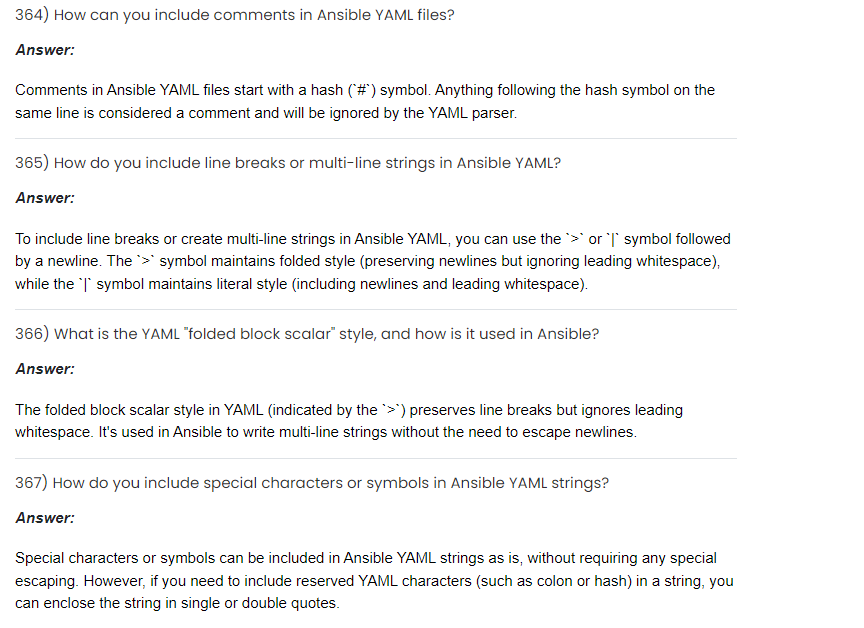 364) How can you include comments in Ansible YAML files?
Answer:
Comments in Ansible YAML files start with a hash (`#`) symbol. Anything following the hash symbol on the
same line is considered a comment and will be ignored by the YAML parser.
365) How do you include line breaks or multi-line strings in Ansible YAML?
Answer:
To include line breaks or create multi-line strings in Ansible YAML, you can use the `>` or `|` symbol followed
by a newline. The `>` symbol maintains folded style (preserving newlines but ignoring leading whitespace),
while the `|` symbol maintains literal style (including newlines and leading whitespace).
366) What is the YAML "folded block scalar" style, and how is it used in Ansible?
Answer:
The folded block scalar style in YAML (indicated by the `>`) preserves line breaks but ignores leading
whitespace. It's used in Ansible to write multi-line strings without the need to escape newlines.
367) How do you include special characters or symbols in Ansible YAML strings?
Answer:
Special characters or symbols can be included in Ansible YAML strings as is, without requiring any special
escaping. However, if you need to include reserved YAML characters (such as colon or hash) in a string, you
can enclose the string in single or double quotes.